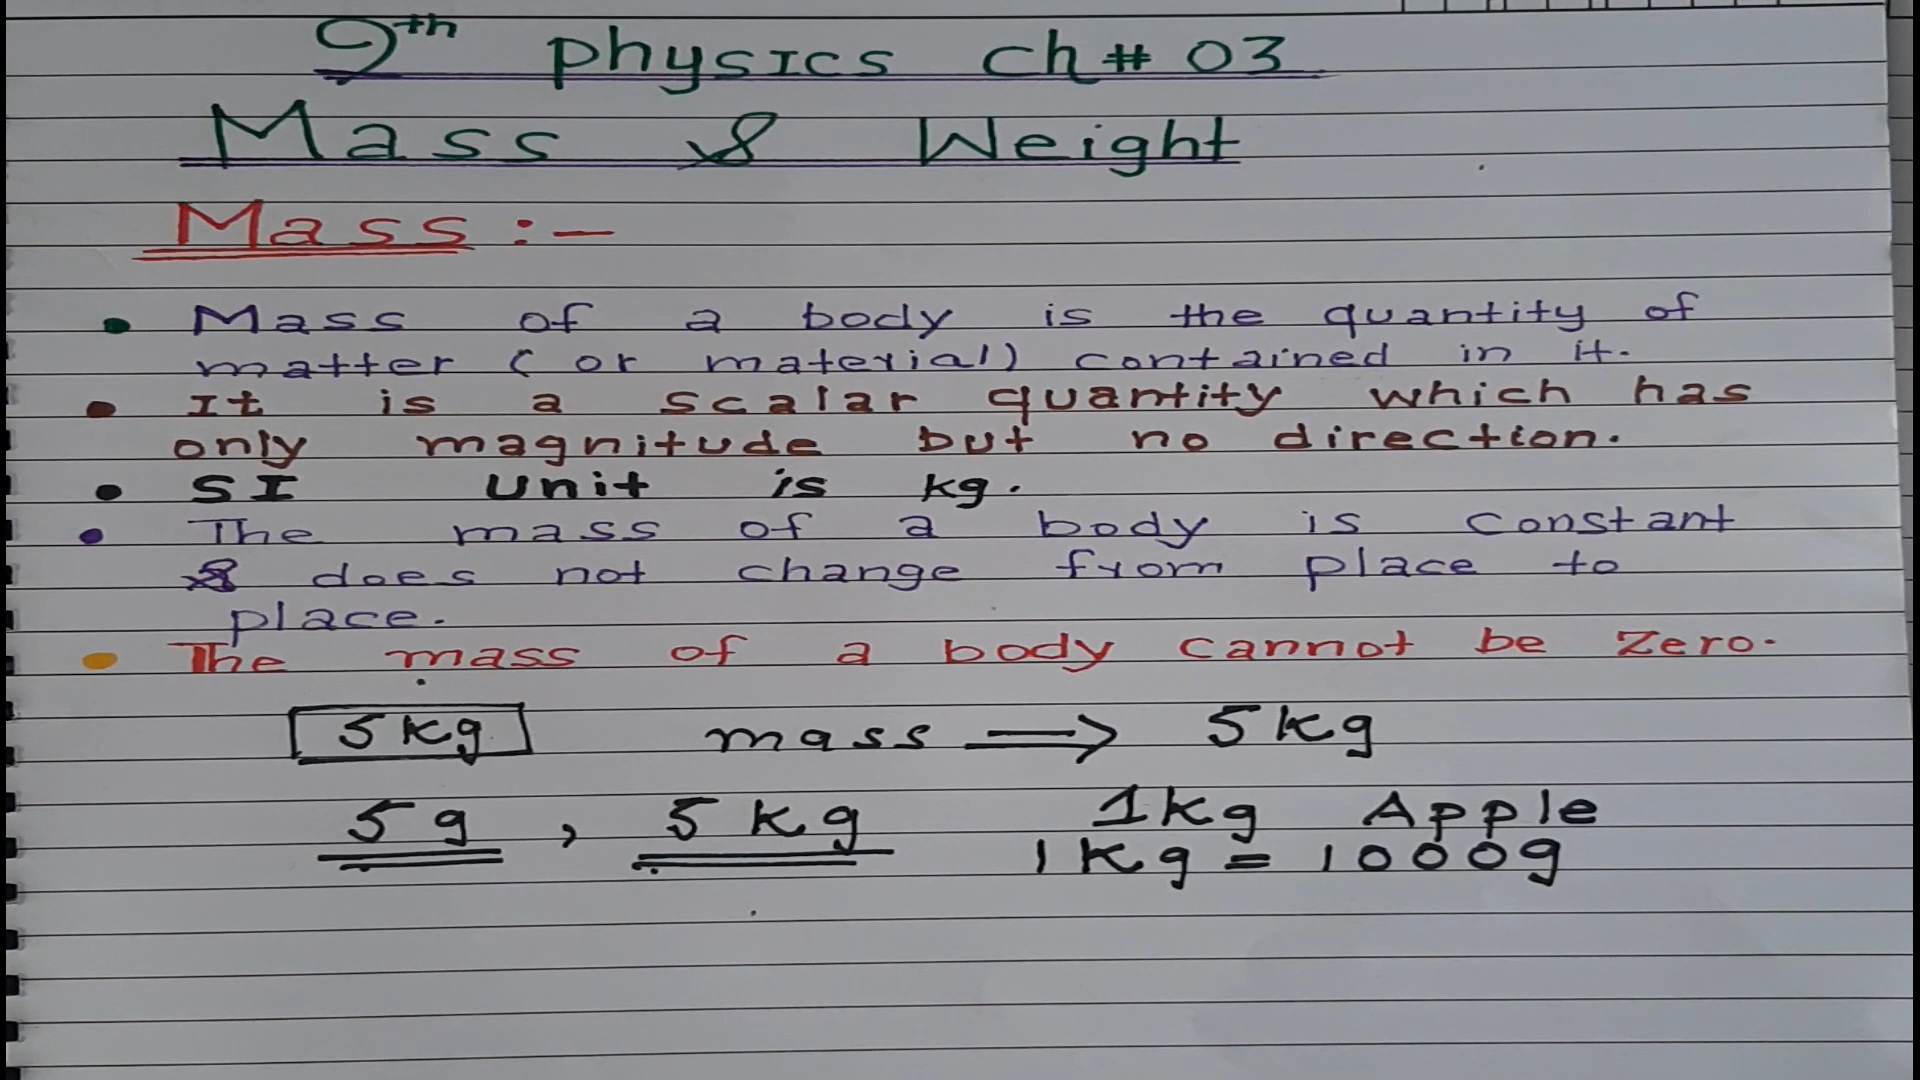 9th physics ch # 03
Mass & Weight
Mass :-
• Mass of a body is the quantity of
matter (or material) contained in it.
• It is a scalar quantity which has
only magnitude but no direction.
• SI Unit is kg.
• The mass of a body is constant
& does not change from place to
place.
• The mass of a body cannot be zero.
5kg mass ⟶ 5kg
5g , 5kg 1kg Apple
1kg = 1000g